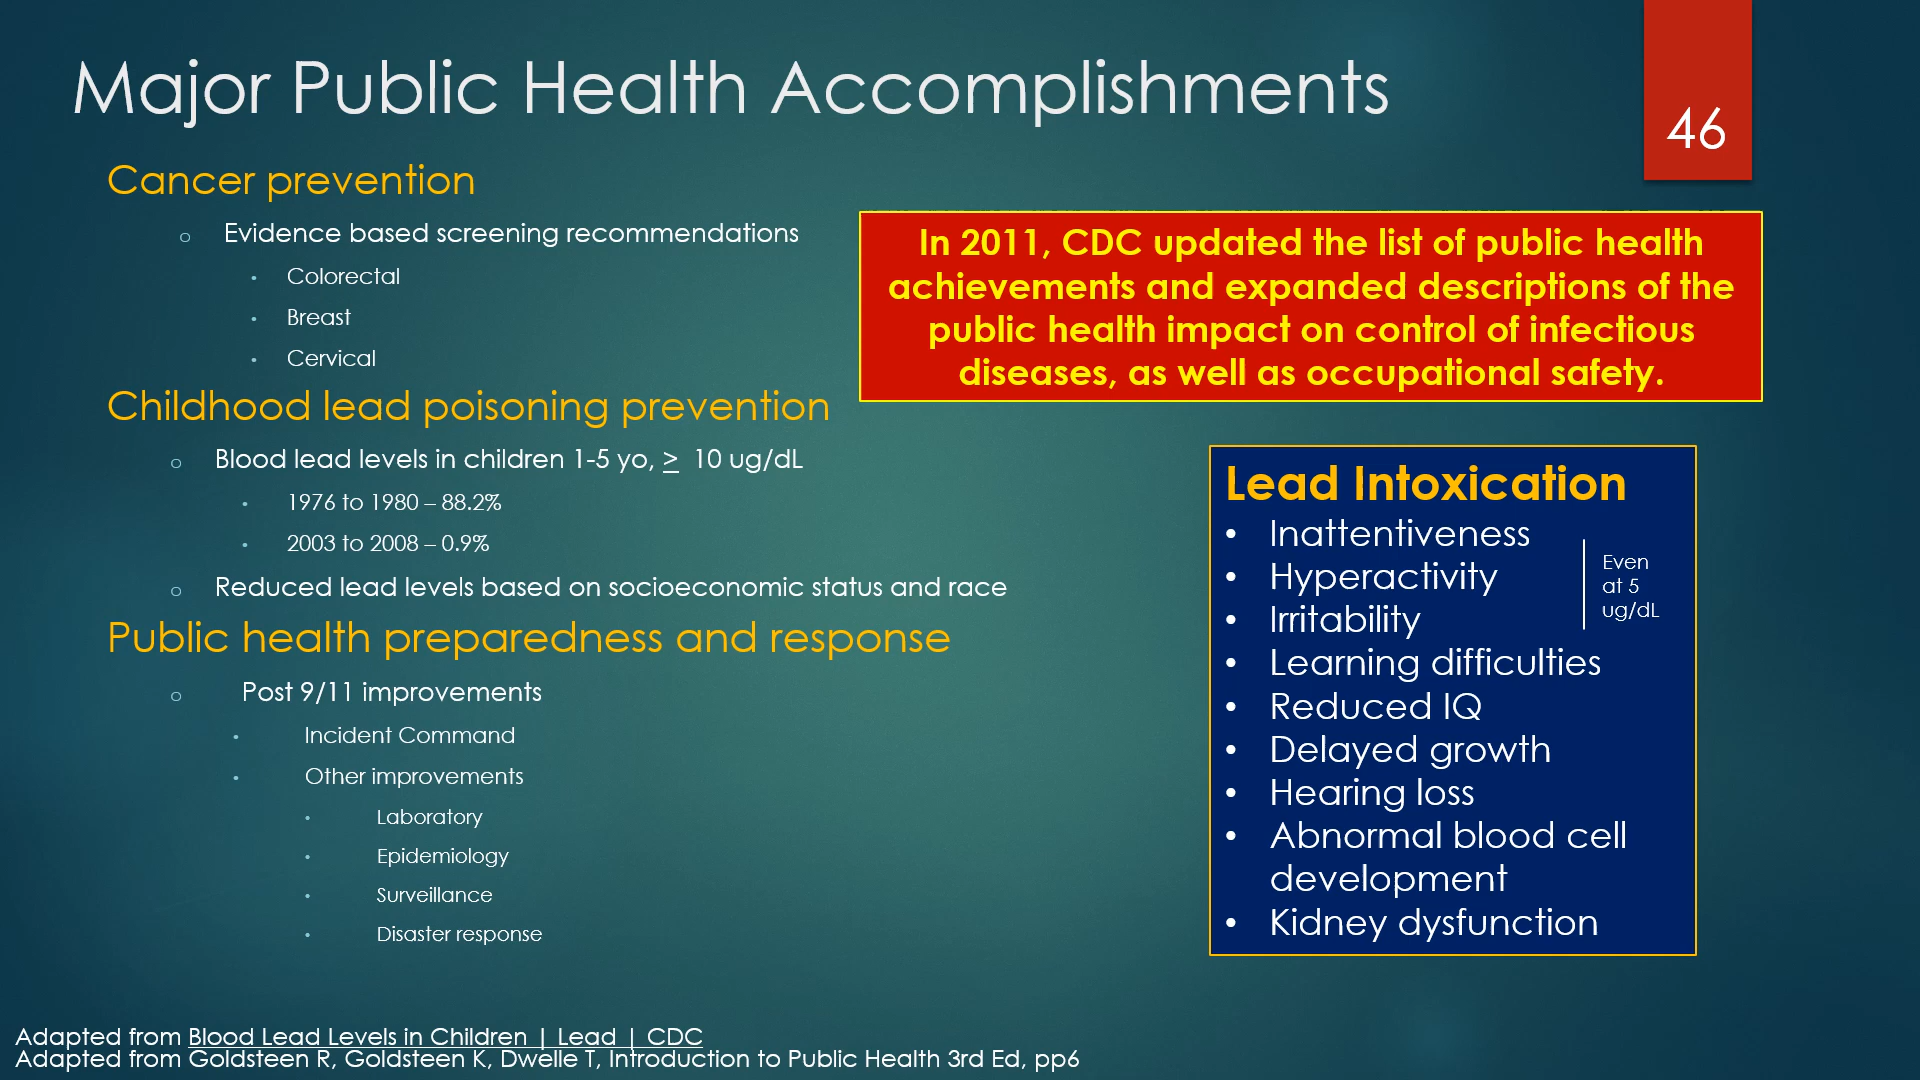 Major Public Health Accomplishments
46
Cancer prevention
o Evidence based screening recommendations
• Colorectal
• Breast
• Cervical
Childhood lead poisoning prevention
o Blood lead levels in children 1-5 yo, > 10 ug/dL
• 1976 to 1980 – 88.2%
• 2003 to 2008 – 0.9%
o Reduced lead levels based on socioeconomic status and race
Public health preparedness and response
o Post 9/11 improvements
• Incident Command
• Other improvements
• Laboratory
• Epidemiology
• Surveillance
• Disaster response
In 2011, CDC updated the list of public health
achievements and expanded descriptions of the
public health impact on control of infectious
diseases, as well as occupational safety.
Lead Intoxication
• Inattentiveness
• Hyperactivity
• Irritability
Even
at 5
ug/dL
• Learning difficulties
• Reduced IQ
• Delayed growth
• Hearing loss
• Abnormal blood cell
development
• Kidney dysfunction
Adapted from Blood Lead Levels in Children | Lead | CDC
Adapted from Goldsteen R, Goldsteen K, Dwelle T, Introduction to Public Health 3rd Ed, pp6